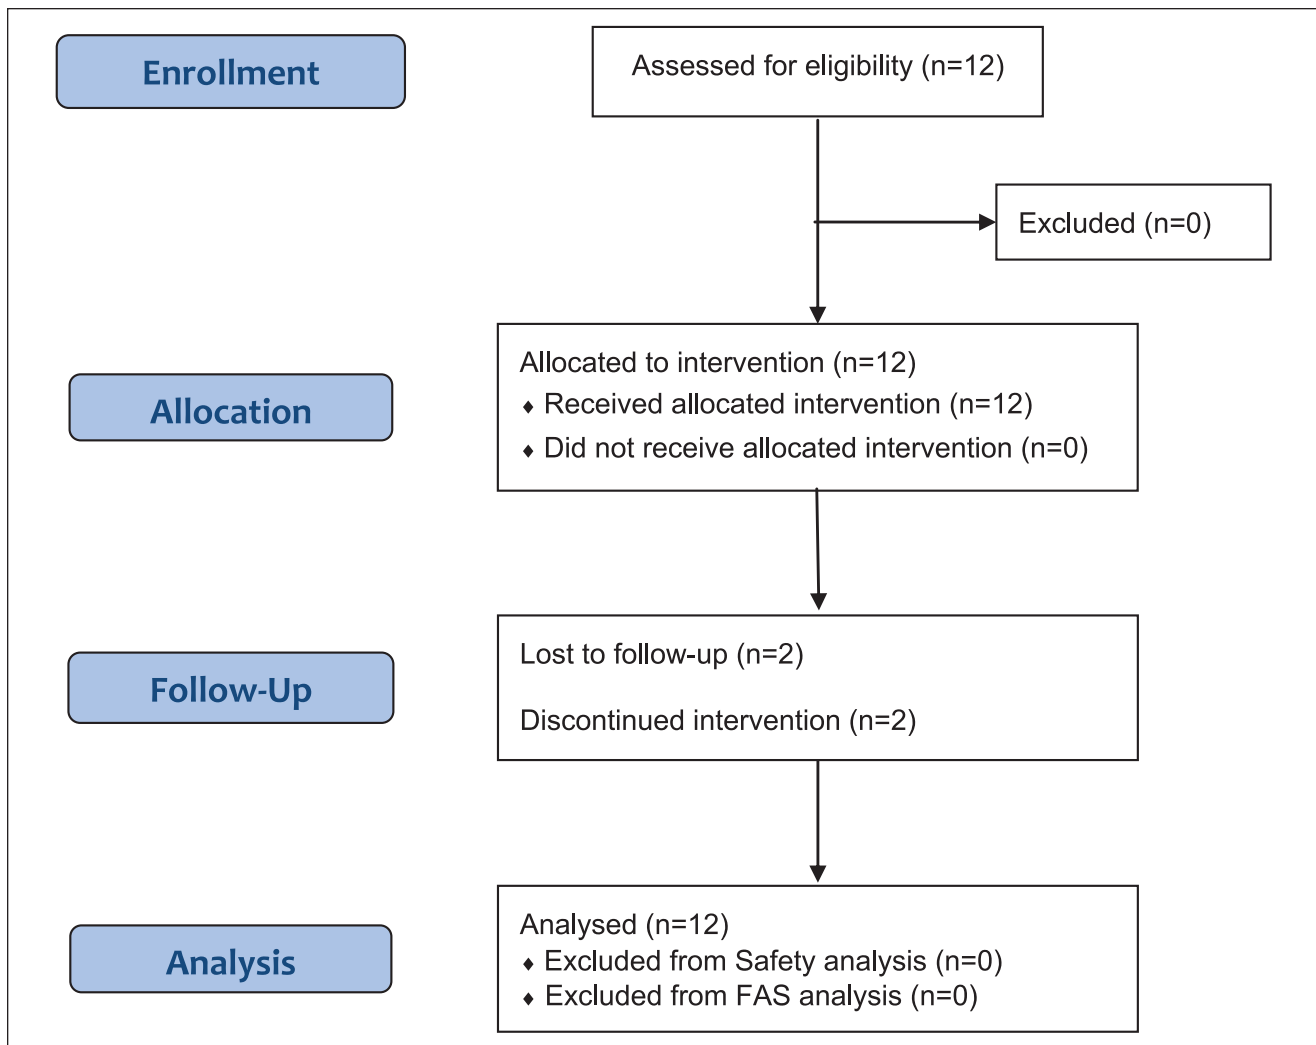 Enrollment
Assessed for eligibility (n=12)
Excluded (n=0)
Allocation
Allocated to intervention (n=12)
♦ Received allocated intervention (n=12)
♦ Did not receive allocated intervention (n=0)
Follow-Up
Lost to follow-up (n=2)
Discontinued intervention (n=2)
Analysis
Analysed (n=12)
♦ Excluded from Safety analysis (n=0)
♦ Excluded from FAS analysis (n=0)